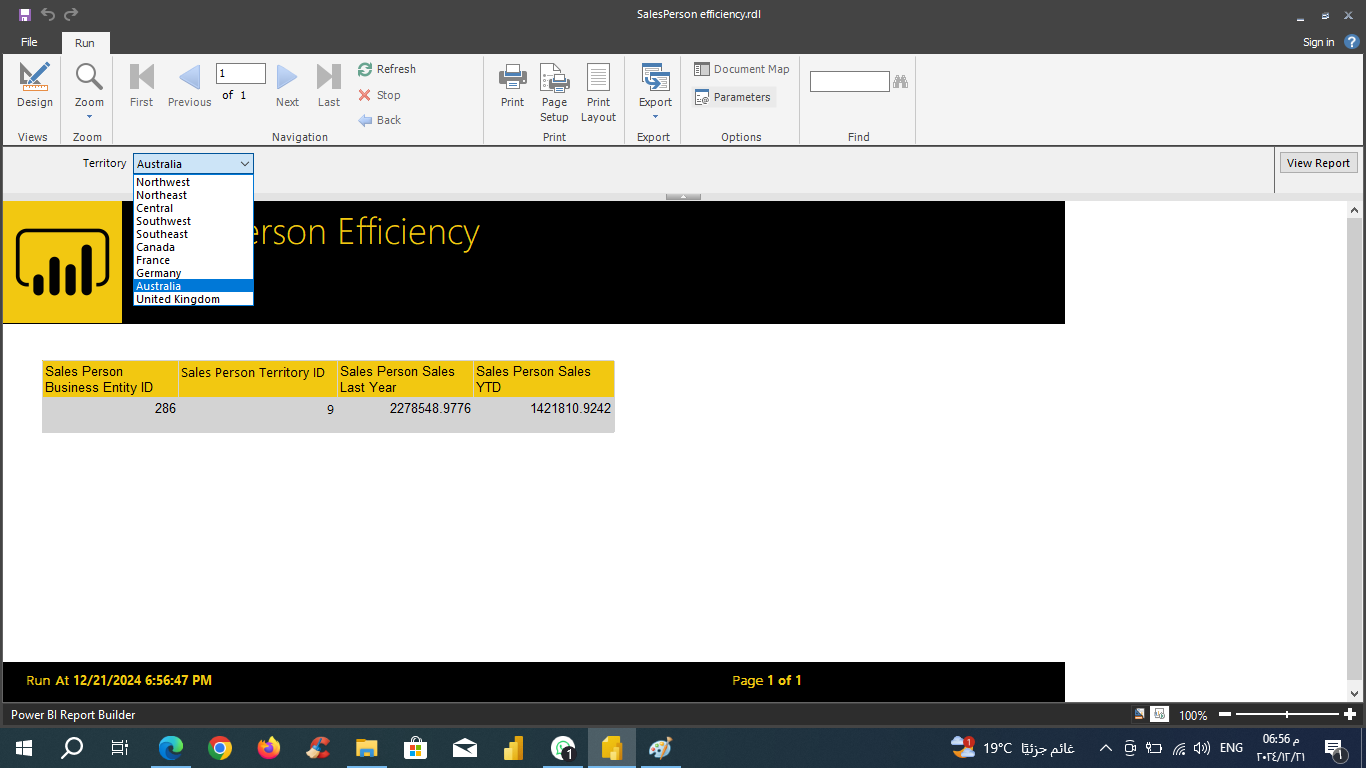 SalesPerson efficiency.rdl
File
Run
Sign in
Design
Zoom
First
Previous
1
of 1
Next
Last
Refresh
Stop
Back
Print
Page
Setup
Print
Layout
Export
Document Map
Parameters
Views
Zoom
Navigation
Print
Export
Options
Find
Territory
Australia
View Report
Northwest
Northeast
Central
Southwest
Southeast
Canada
France
Germany
Australia
United Kingdom
erson Efficiency
Sales Person
Business Entity ID
Sales Person Territory ID
Sales Person Sales
Last Year
Sales Person Sales
YTD
286
9
2278548.9776
1421810.9242
Run At 12/21/2024 6:56:47 PM
Page 1 of 1
Power BI Report Builder
100%
1
1
19°C غائم جزئيًا
ENG
06:56 م
٢٠٢٤/١٢/٢١
1